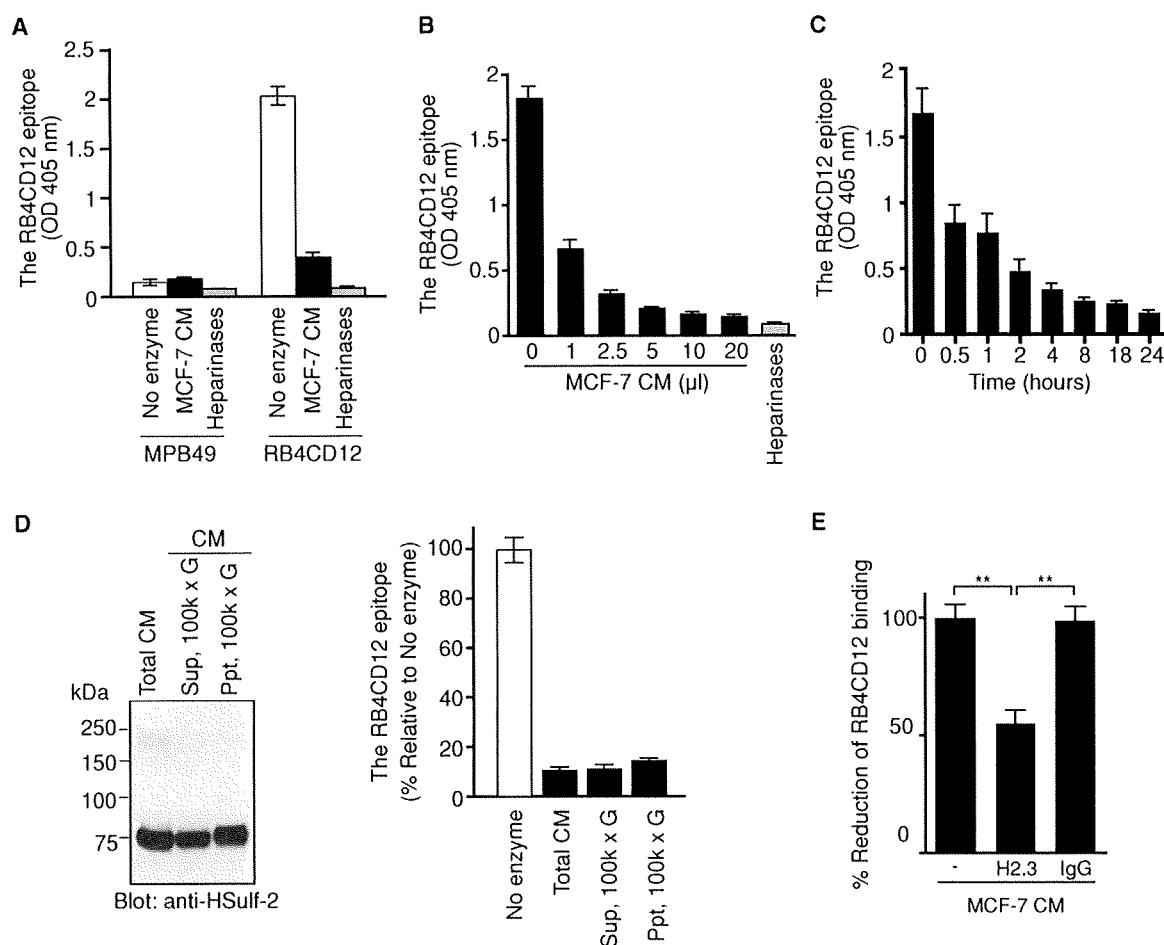 A
The RB4CD12 epitope
(OD 405 nm)
2.5
2
1.5
1
0.5
0
No enzyme
MCF-7 CM
Heparinases
No enzyme
MCF-7 CM
Heparinases
MPB49
RB4CD12
B
The RB4CD12 epitope
(OD 405 nm)
2
1.5
1
0.5
0
0 1 2.5 5 10 20
MCF-7 CM (µl)
Heparinases
C
The RB4CD12 epitope
(OD 405 nm)
2
1.5
1
0.5
0
0 0.5 1 2 4 8 18 24
Time (hours)
D
CM
Total CM
Sup, 100k x G
Ppt, 100k x G
kDa
250
150
100
75
Blot: anti-HSulf-2
The RB4CD12 epitope
(% Relative to No enzyme)
100
80
60
40
20
0
No enzyme
Total CM
Sup, 100k x G
Ppt, 100k x G
E
% Reduction of RB4CD12 binding
** **
100
50
0
- H2.3 IgG
MCF-7 CM